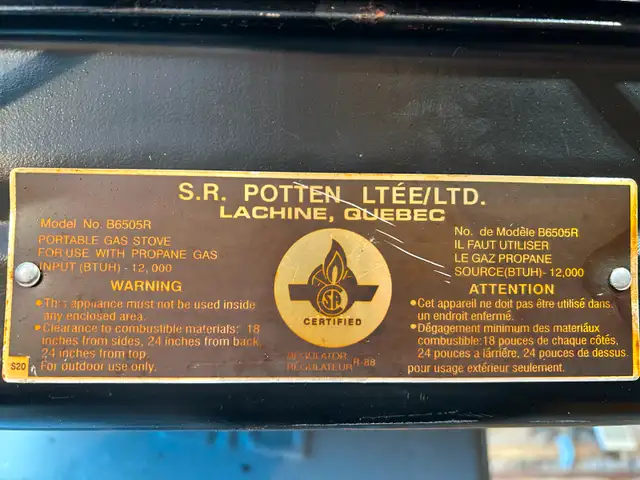 S.R. POTTEN LTÉE/LTD.
LACHINE, QUEBEC
Model No. B6505R
PORTABLE GAS STOVE
FOR USE WITH PROPANE GAS
INPUT (BTUH) - 12,000
WARNING
•This appliance must not be used inside
any enclosed area.
•Clearance to combustible materials: 18
inches from sides, 24 inches from back,
24 inches from top.
For outdoor use only.
S20
CERTIFIED
REGULATOR
RÉGULATEUR R-88
No. de Modèle B6505R
IL FAUT UTILISER
LE GAZ PROPANE
SOURCE(BTUH)- 12,000
ATTENTION
•Cet appareil ne doit pas être utilisé dans
un endroit enfermé.
•Dégagement minimum des materiáux
combustible:18 pouces de chaque côtés,
24 pouces a lárriére, 24 pouces de dessus
pour usage extérieur seulement.